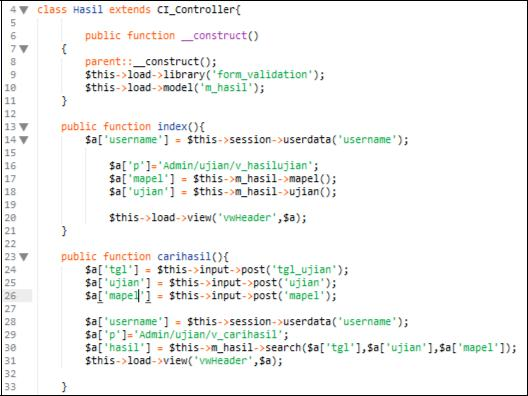 4 class Hasil extends CI_Controller{
5
6 public function __construct()
7 {
8 parent::__construct();
9 $this->load->library('form_validation');
10 $this->load->model('m_hasil');
11 }
12
13 public function index(){
14 $a['username'] = $this->session->userdata('username');
15
16 $a['p']='Admin/ujian/v_hasilujian';
17 $a['mapel'] = $this->m_hasil->mapel();
18 $a['ujian'] = $this->m_hasil->ujian();
19
20 $this->load->view('vwHeader',$a);
21 }
22
23 public function carihasil(){
24 $a['tgl'] = $this->input->post('tgl_ujian');
25 $a['ujian'] = $this->input->post('ujian');
26 $a['mapel'] = $this->input->post('mapel');
27
28 $a['username'] = $this->session->userdata('username');
29 $a['p']='Admin/ujian/v_carihasil';
30 $a['hasil'] = $this->m_hasil->search($a['tgl'],$a['ujian'],$a['mapel']);
31 $this->load->view('vwHeader',$a);
32
33 }